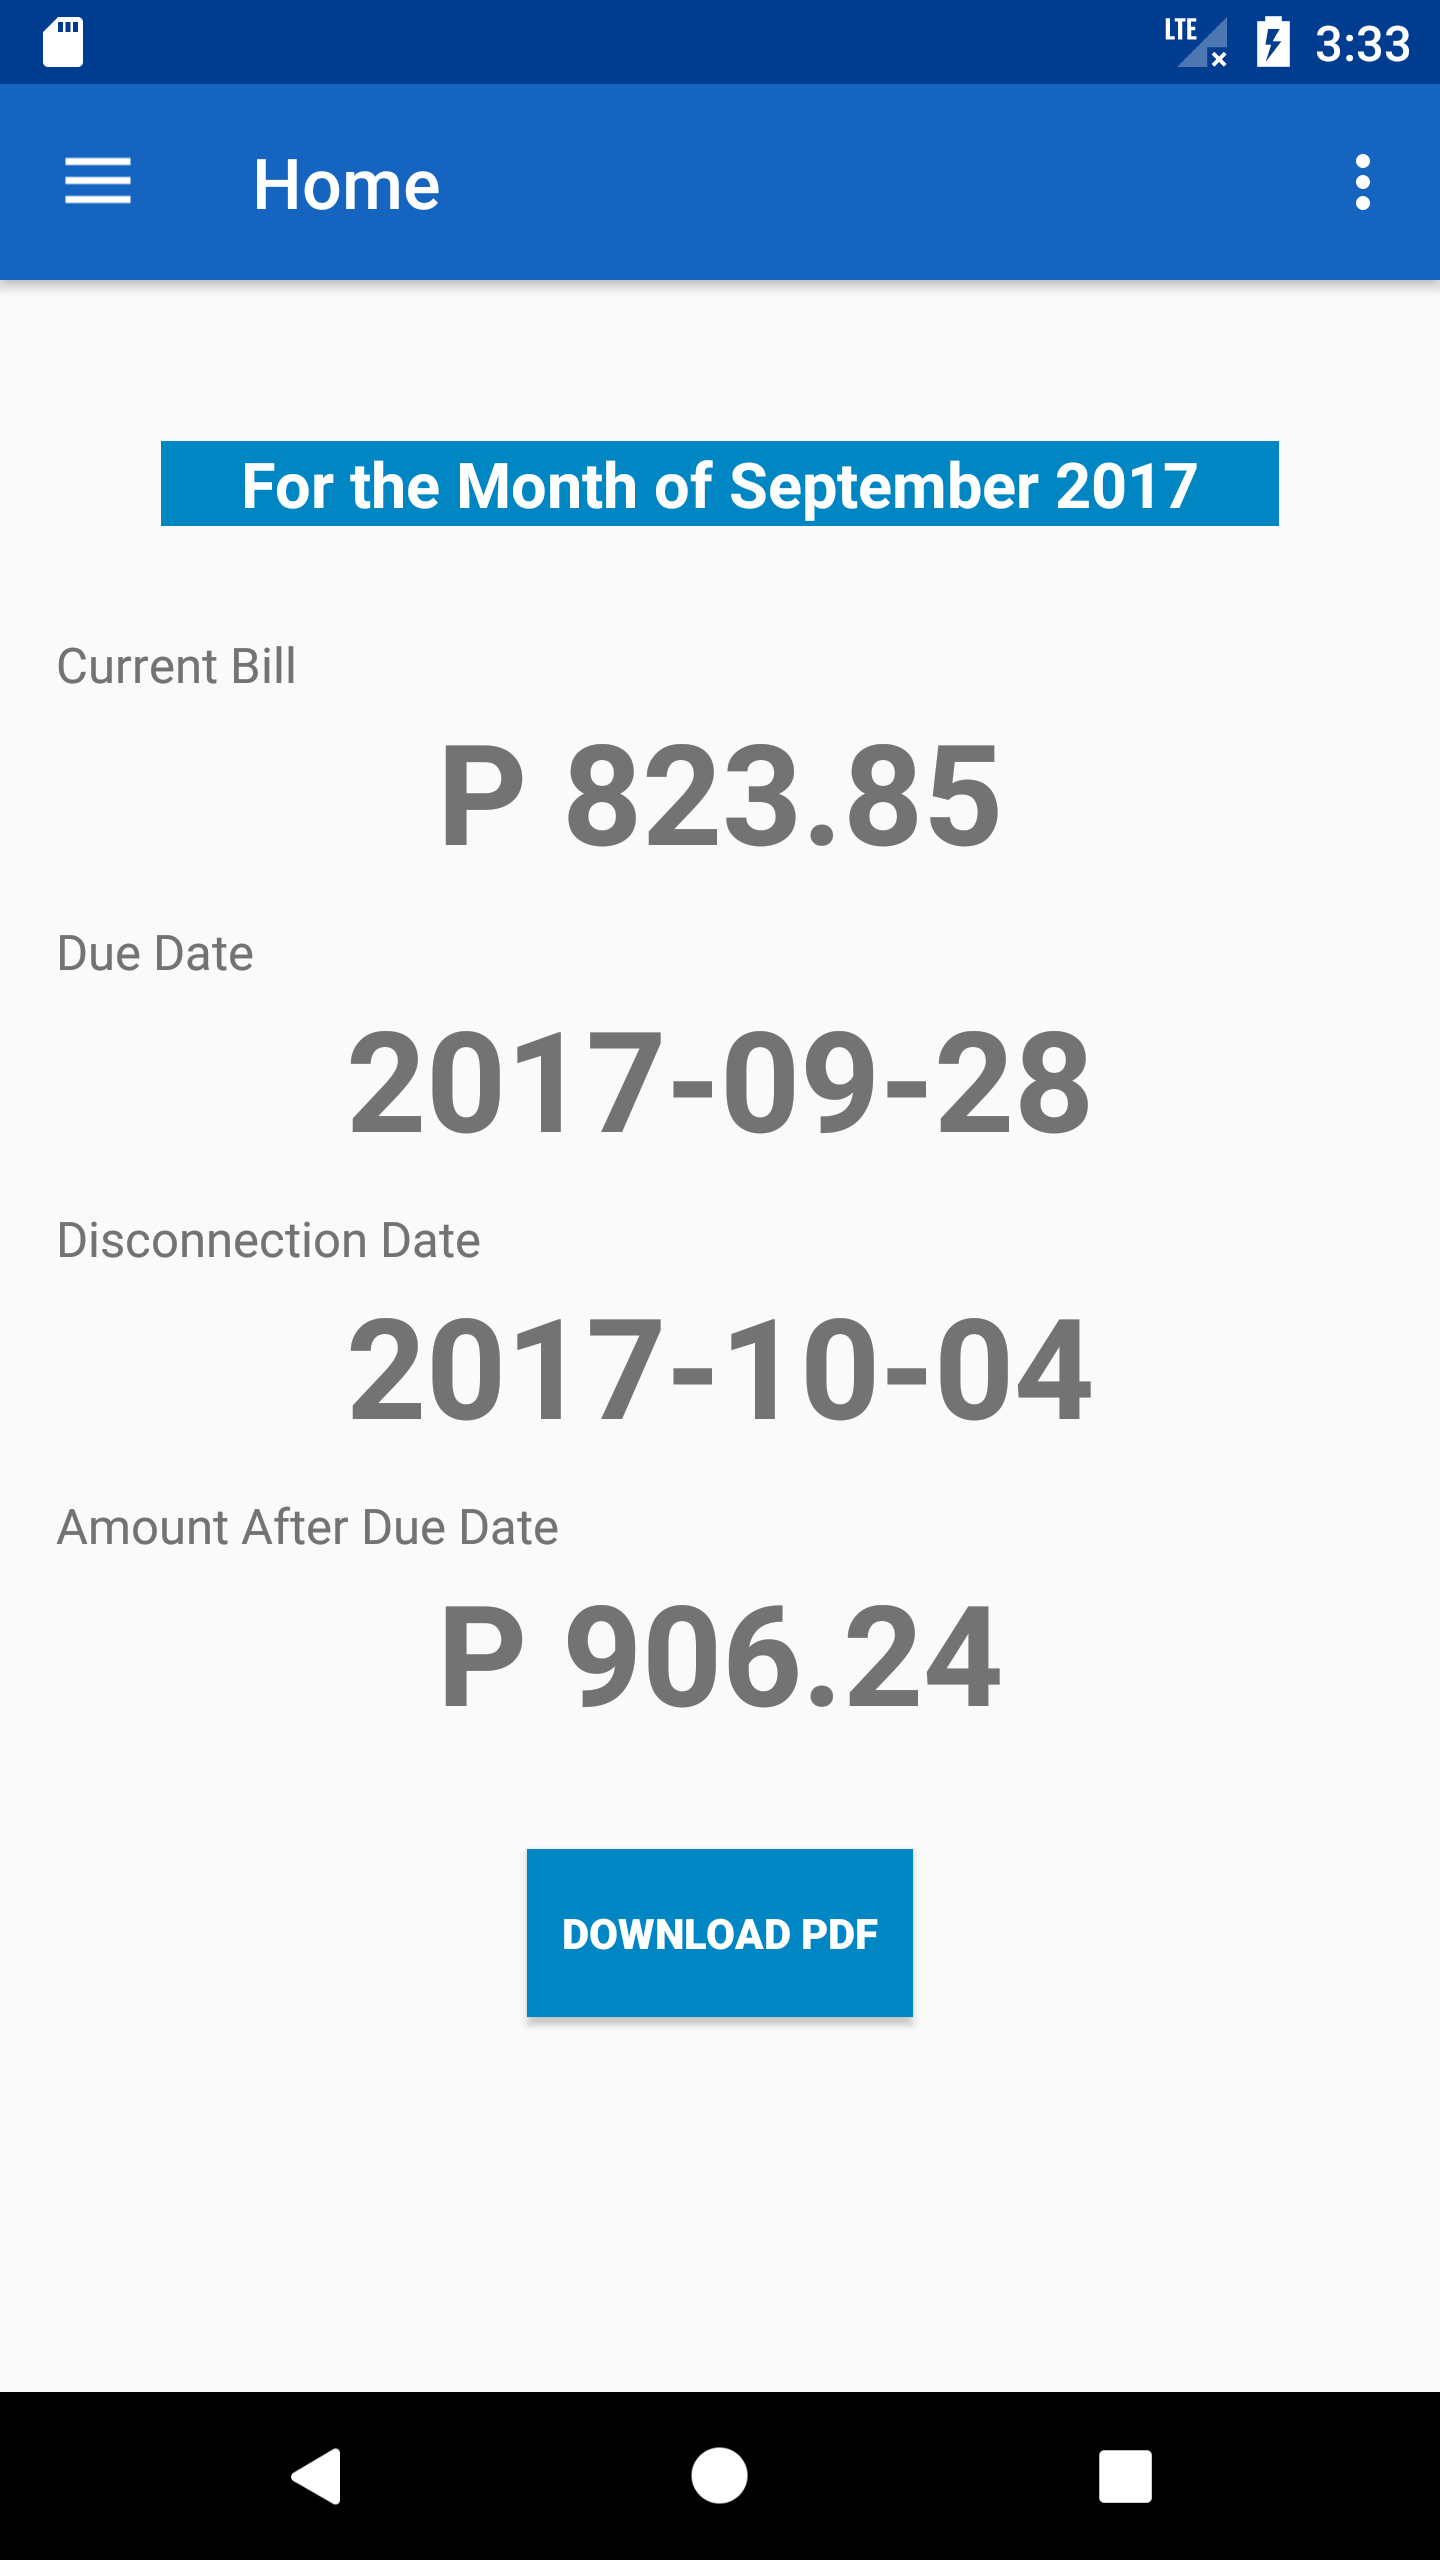 LTE 3:33
Home
For the Month of September 2017
Current Bill
P 823.85
Due Date
2017-09-28
Disconnection Date
2017-10-04
Amount After Due Date
P 906.24
DOWNLOAD PDF